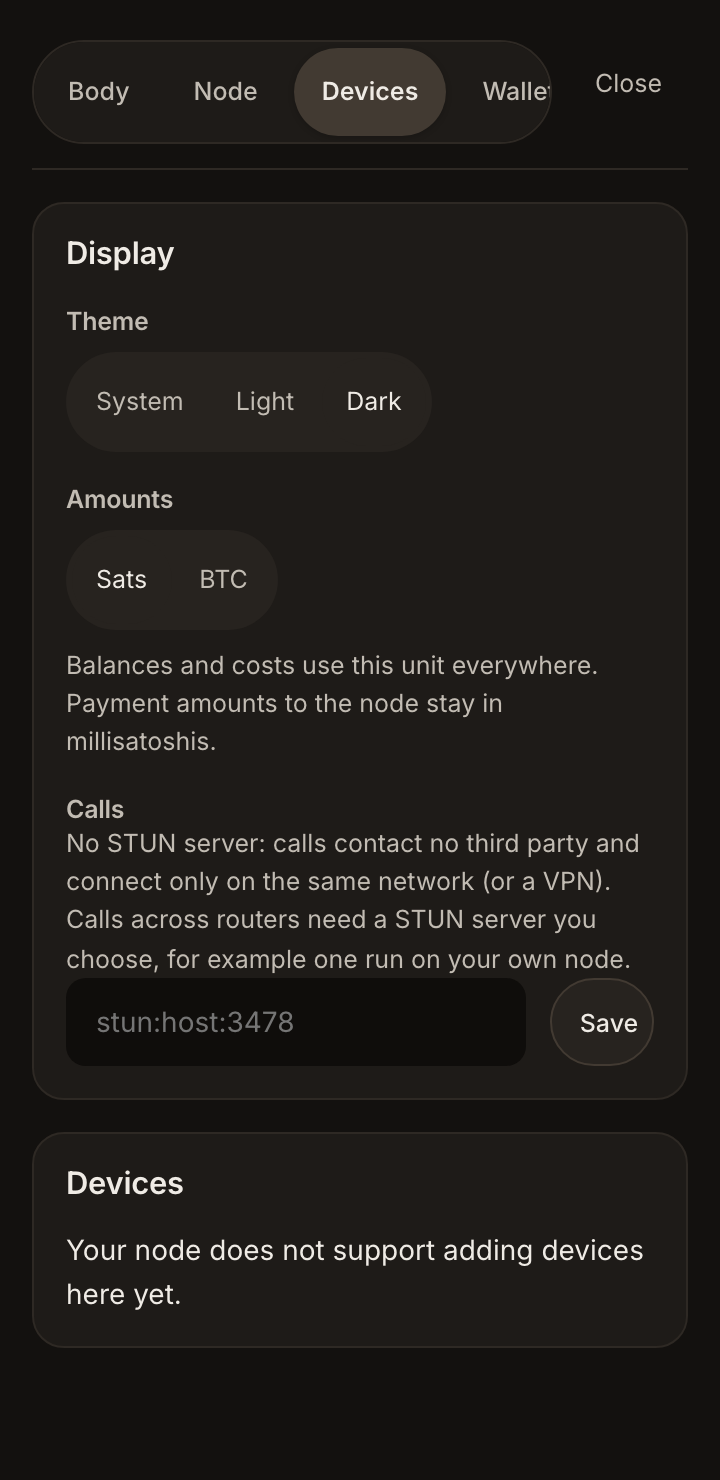 Body Node Devices Wallet Close
Display
Theme
System Light Dark
Amounts
Sats BTC
Balances and costs use this unit everywhere.
Payment amounts to the node stay in
millisatoshis.
Calls
No STUN server: calls contact no third party and
connect only on the same network (or a VPN).
Calls across routers need a STUN server you
choose, for example one run on your own node.
stun:host:3478 Save
Devices
Your node does not support adding devices
here yet.